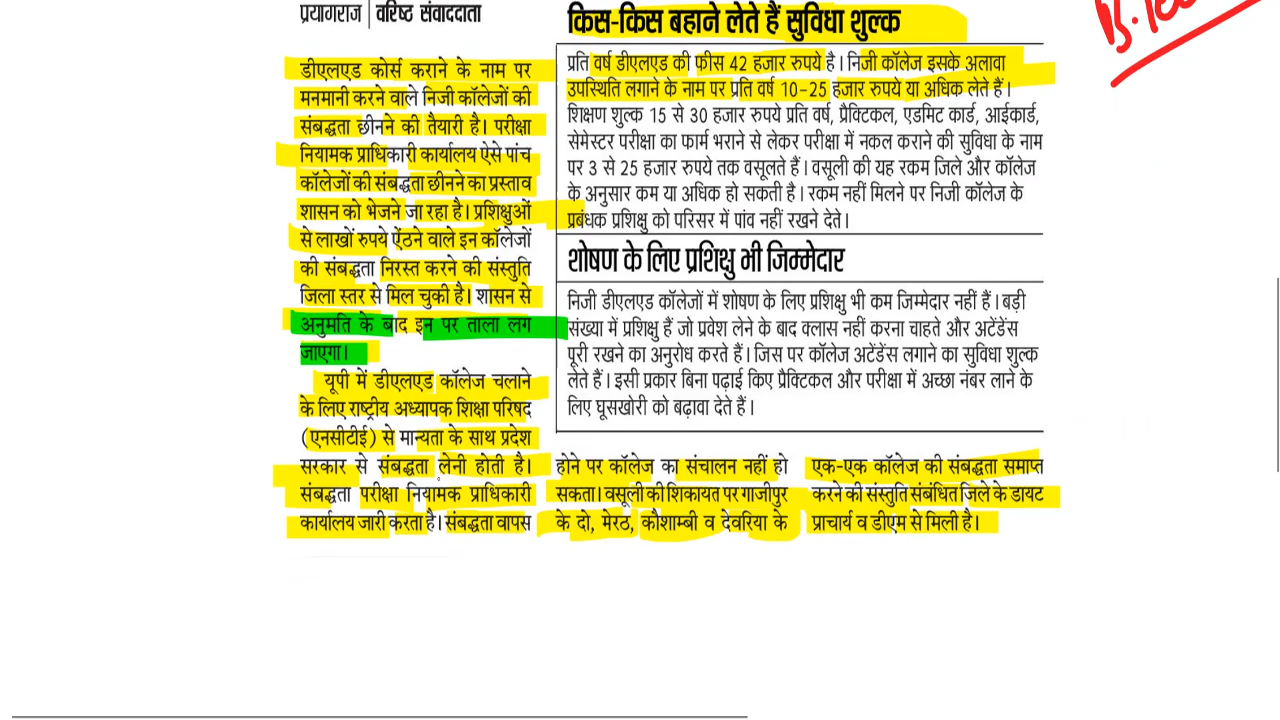 प्रयागराज | वरिष्ठ संवाददाता
डीएलएड कोर्स कराने के नाम पर
मनमानी करने वाले निजी कॉलेजों की
संबद्धता छीनने की तैयारी है। परीक्षा
नियामक प्राधिकारी कार्यालय ऐसे पांच
कॉलेजों की संबद्धता छीनने का प्रस्ताव
शासन को भेजने जा रहा है। प्रशिक्षुओं
से लाखों रुपये ऐंठने वाले इन कॉलेजों
की संबद्धता निरस्त करने की संस्तुति
जिला स्तर से मिल चुकी है। शासन से
अनुमति के बाद इन पर ताला लग
जाएगा।
यूपी में डीएलएड कॉलेज चलाने
के लिए राष्ट्रीय अध्यापक शिक्षा परिषद
(एनसीटीई) से मान्यता के साथ प्रदेश
सरकार से संबद्धता लेनी होती है।
संबद्धता परीक्षा नियामक प्राधिकारी
कार्यालय जारी करता है। संबद्धता वापस
होने पर कॉलेज का संचालन नहीं हो
सकता। वसूली की शिकायत पर गाजीपुर
के दो, मेरठ, कौशाम्बी व देवरिया के
एक-एक कॉलेज की संबद्धता समाप्त
करने की संस्तुति संबंधित जिले के डायट
प्राचार्य व डीएम से मिली है।
किस-किस बहाने लेते हैं सुविधा शुल्क
प्रति वर्ष डीएलएड की फीस 42 हजार रुपये है। निजी कॉलेज इसके अलावा
उपस्थिति लगाने के नाम पर प्रति वर्ष 10-25 हजार रुपये या अधिक लेते हैं।
शिक्षण शुल्क 15 से 30 हजार रुपये प्रति वर्ष, प्रैक्टिकल, एडमिट कार्ड, आईकार्ड,
सेमेस्टर परीक्षा का फार्म भराने से लेकर परीक्षा में नकल कराने की सुविधा के नाम
पर 3 से 25 हजार रुपये तक वसूलते हैं। वसूली की यह रकम जिले और कॉलेज
के अनुसार कम या अधिक हो सकती है। रकम नहीं मिलने पर निजी कॉलेज के
प्रबंधक प्रशिक्षु को परिसर में पांव नहीं रखने देते।
शोषण के लिए प्रशिक्षु भी जिम्मेदार
निजी डीएलएड कॉलेजों में शोषण के लिए प्रशिक्षु भी कम जिम्मेदार नहीं हैं। बड़ी
संख्या में प्रशिक्षु हैं जो प्रवेश लेने के बाद क्लास नहीं करना चाहते और अटेंडेंस
पूरी रखने का अनुरोध करते हैं। जिस पर कॉलेज अटेंडेंस लगाने का सुविधा शुल्क
लेते हैं। इसी प्रकार बिना पढ़ाई किए प्रैक्टिकल और परीक्षा में अच्छा नंबर लाने के
लिए घूसखोरी को बढ़ावा देते हैं।